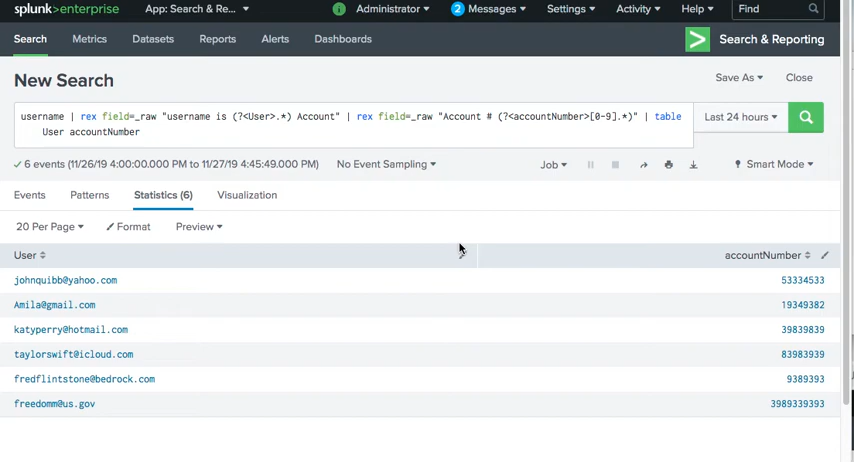 splunk>enterprise App: Search & Re... i Administrator 2 Messages Settings Activity Help Find
Search Metrics Datasets Reports Alerts Dashboards > Search & Reporting
New Search Save As Close
username | rex field=_raw "username is (?<User>.*) Account" | rex field=_raw "Account # (?<accountNumber>[0-9].*)" | table
User accountNumber
Last 24 hours
6 events (11/26/19 4:00:00.000 PM to 11/27/19 4:45:49.000 PM) No Event Sampling Job Smart Mode
Events Patterns Statistics (6) Visualization
20 Per Page Format Preview
User accountNumber
johnquibb@yahoo.com 53334533
Amila@gmail.com 19349382
katyperry@hotmail.com 39839839
taylorswift@icloud.com 83983939
fredflintstone@bedrock.com 9389393
freedomm@us.gov 3989339393